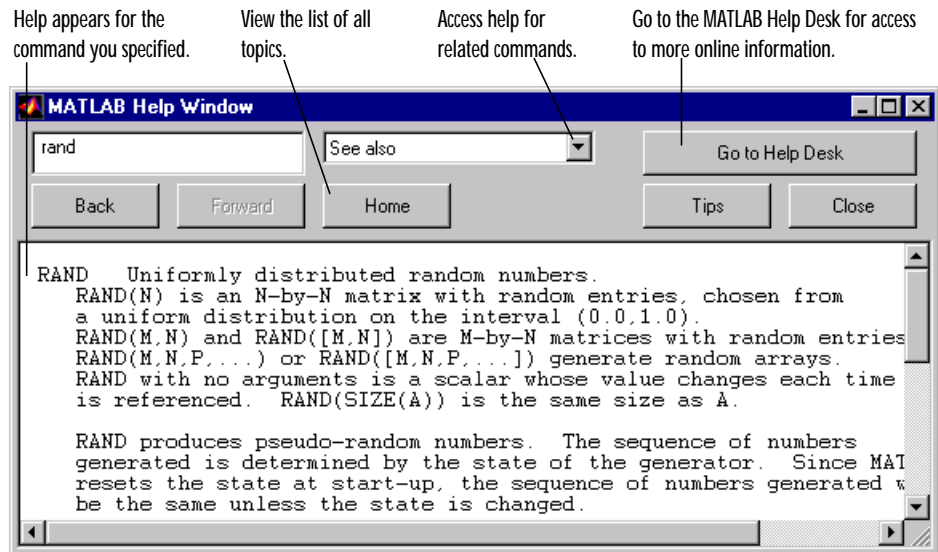 Help appears for the
command you specified.
View the list of all
topics.
Access help for
related commands.
Go to the MATLAB Help Desk for access
to more online information.
MATLAB Help Window
rand
See also
Go to Help Desk
Back
Forward
Home
Tips
Close
RAND Uniformly distributed random numbers.
RAND(N) is an N-by-N matrix with random entries, chosen from
a uniform distribution on the interval (0.0,1.0).
RAND(M,N) and RAND([M,N]) are M-by-N matrices with random entries
RAND(M,N,P,...) or RAND([M,N,P,...]) generate random arrays.
RAND with no arguments is a scalar whose value changes each time
is referenced. RAND(SIZE(A)) is the same size as A.
RAND produces pseudo-random numbers. The sequence of numbers
generated is determined by the state of the generator. Since MAT
resets the state at start-up, the sequence of numbers generated w
be the same unless the state is changed.